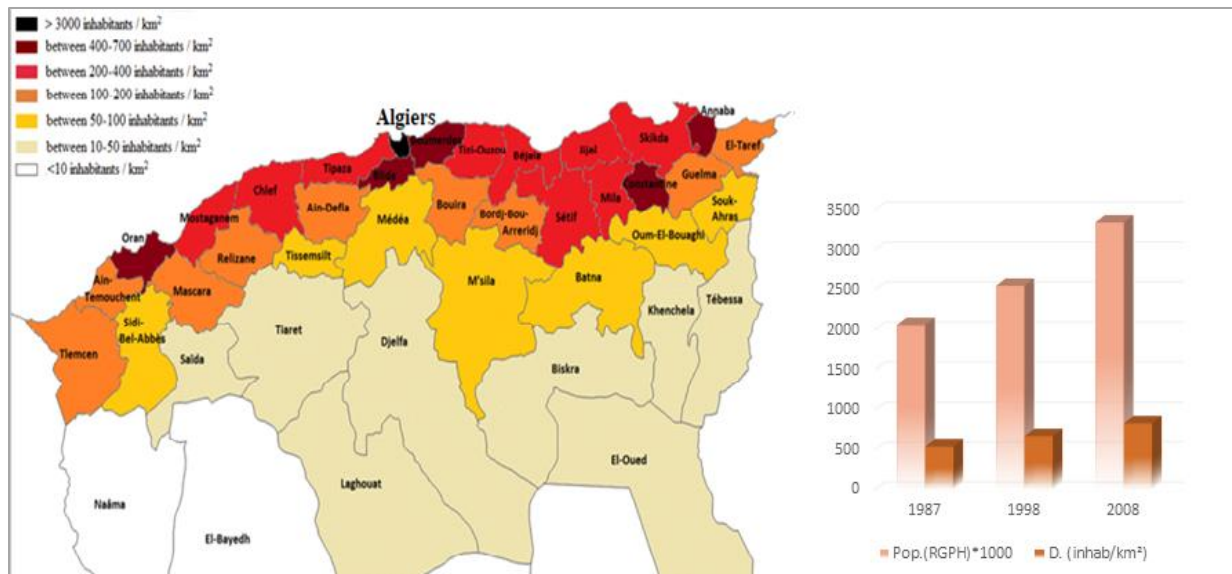 > 3000 inhabitants / km²
between 400-700 inhabitants / km²
between 200-400 inhabitants / km²
between 100-200 inhabitants / km²
between 50-100 inhabitants / km²
between 10-50 inhabitants / km²
<10 inhabitants / km²
Algiers
Annaba
Skikda
El-Taref
Boumerdes
Tizi-Ouzou
Béjaia
Jijal
Tipaza
Blida
Guelma
Constantine
Mila
Chlef
Souk-
Ahras
Ain-Defla
Médéa
Bouira
Bordj-Bou-
Arreridj
Sétif
Mostaganem
Oum-El-Bouaghi
Oran
Relizane
Tissemsilt
M'sila
Batna
Ain-
Temouchent
Mascara
Khenchela
Tébessa
Sidi-
Bel-Abbès
Tiaret
Djelfa
Tlemcen
Saïda
Biskra
El-Oued
Laghouat
Naâma
El-Bayedh
3500
3000
2500
2000
1500
1000
500
0
1987
1998
2008
Pop.(RGPH)*1000
D. (inhab/km²)